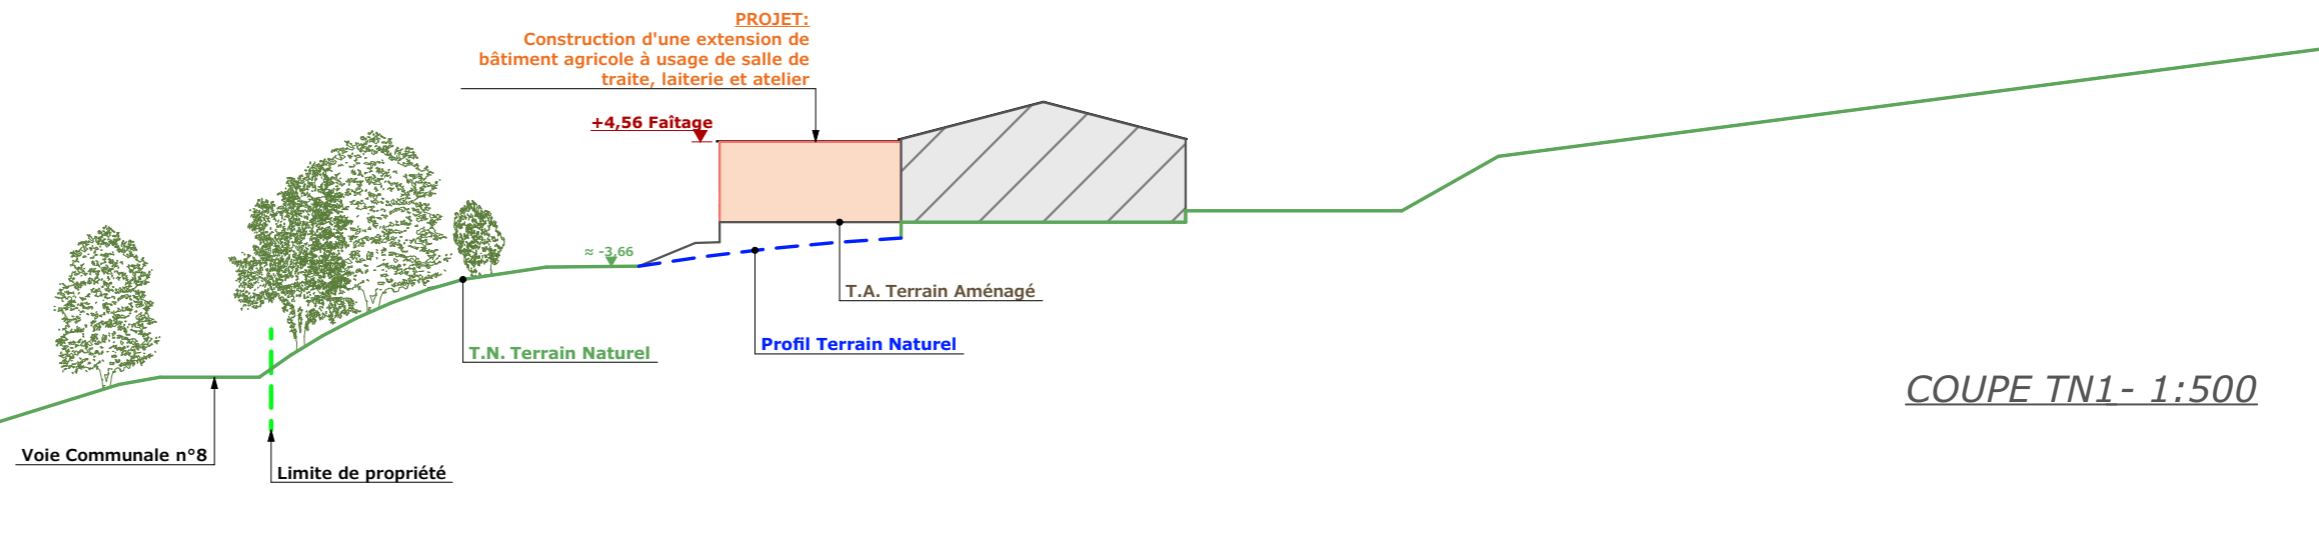 PROJET:
Construction d'une extension de
bâtiment agricole à usage de salle de
traite, laiterie et atelier
+4,56 Faîtage
≈ -3,66
T.A. Terrain Aménagé
Profil Terrain Naturel
T.N. Terrain Naturel
COUPE TN1- 1:500
Voie Communale n°8
Limite de propriété